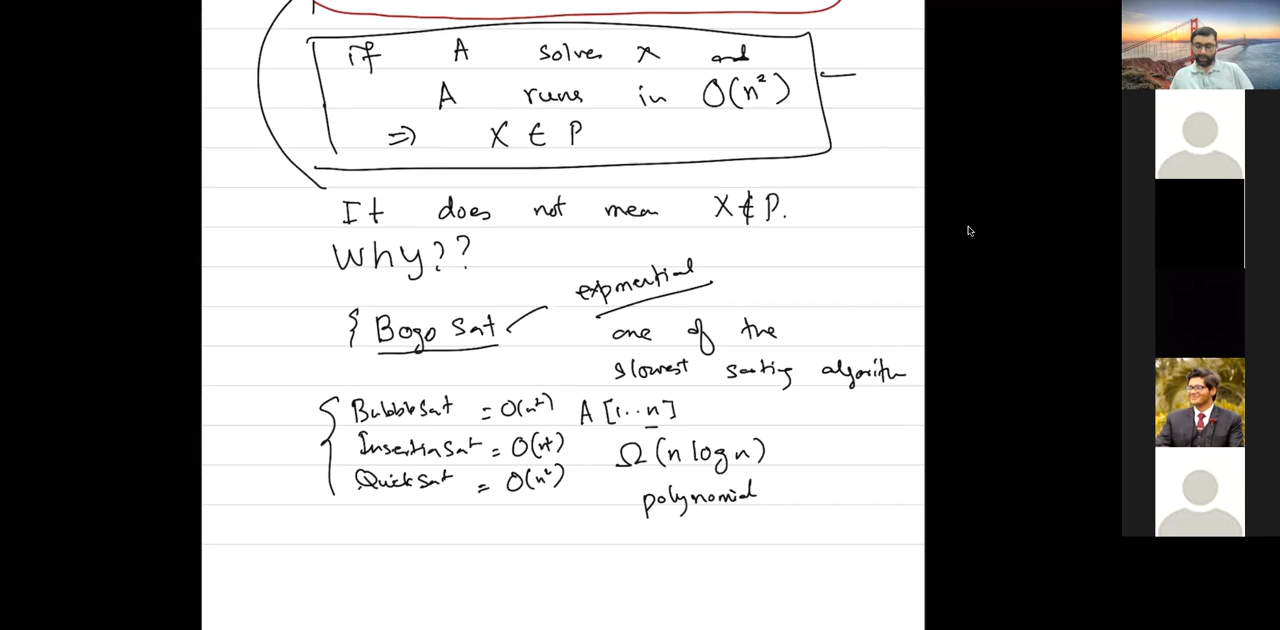 if A solves X and
A runs in O(n²)
⇒ X ∈ P
It does not mean X ∉ P.
Why??
exponential
{ Bogo Sort
one of the
slowest sorting algorithm
BubbleSort = O(n²) A [1..n]
InsertionSort = O(n²) Ω(n log n)
QuickSort = O(n²)
polynomial